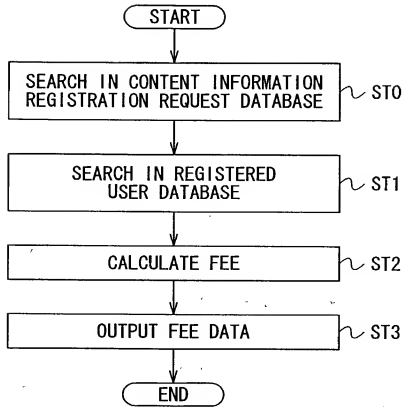 START
SEARCH IN CONTENT INFORMATION
REGISTRATION REQUEST DATABASE
ST0
SEARCH IN REGISTERED
USER DATABASE
ST1
CALCULATE FEE
ST2
OUTPUT FEE DATA
ST3
END